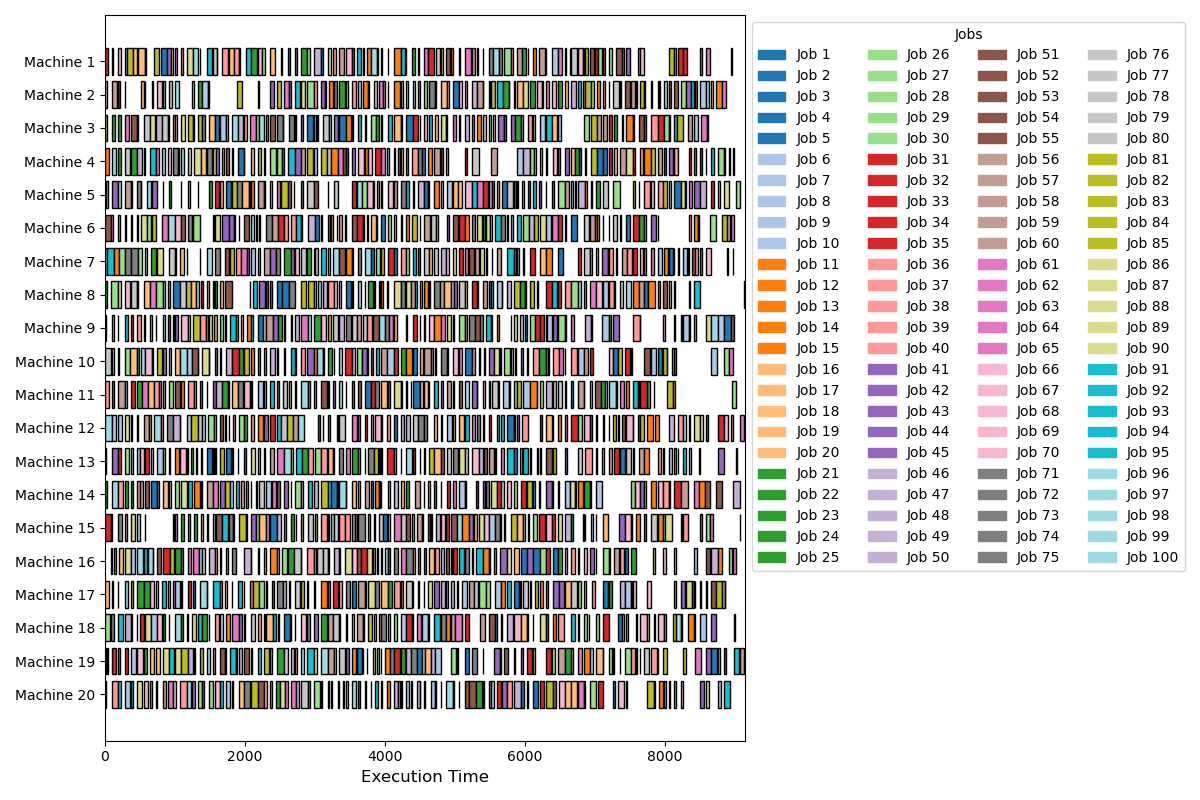 Machine 1
Machine 2
Machine 3
Machine 4
Machine 5
Machine 6
Machine 7
Machine 8
Machine 9
Machine 10
Machine 11
Machine 12
Machine 13
Machine 14
Machine 15
Machine 16
Machine 17
Machine 18
Machine 19
Machine 20
0 2000 4000 6000 8000
Execution Time
Jobs
Job 1 Job 26 Job 51 Job 76
Job 2 Job 27 Job 52 Job 77
Job 3 Job 28 Job 53 Job 78
Job 4 Job 29 Job 54 Job 79
Job 5 Job 30 Job 55 Job 80
Job 6 Job 31 Job 56 Job 81
Job 7 Job 32 Job 57 Job 82
Job 8 Job 33 Job 58 Job 83
Job 9 Job 34 Job 59 Job 84
Job 10 Job 35 Job 60 Job 85
Job 11 Job 36 Job 61 Job 86
Job 12 Job 37 Job 62 Job 87
Job 13 Job 38 Job 63 Job 88
Job 14 Job 39 Job 64 Job 89
Job 15 Job 40 Job 65 Job 90
Job 16 Job 41 Job 66 Job 91
Job 17 Job 42 Job 67 Job 92
Job 18 Job 43 Job 68 Job 93
Job 19 Job 44 Job 69 Job 94
Job 20 Job 45 Job 70 Job 95
Job 21 Job 46 Job 71 Job 96
Job 22 Job 47 Job 72 Job 97
Job 23 Job 48 Job 73 Job 98
Job 24 Job 49 Job 74 Job 99
Job 25 Job 50 Job 75 Job 100